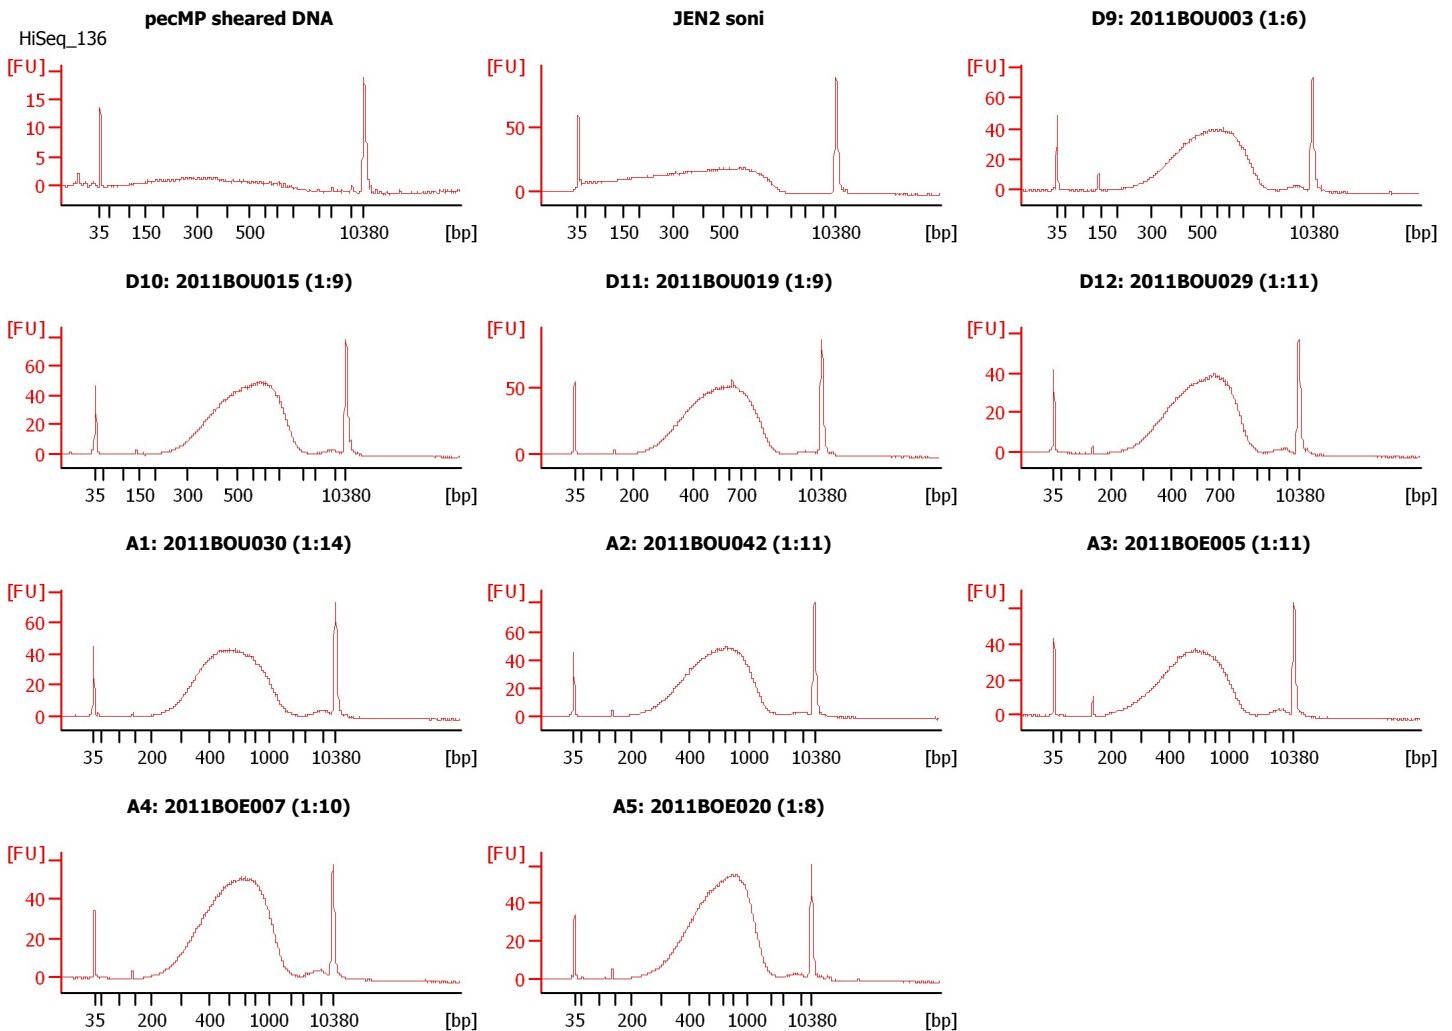 pecMP sheared DNA
HiSeq_136
[FU]
15
10
5
0
35 150 300 500 10380 [bp]
JEN2 soni
[FU]
50
0
35 150 300 500 10380 [bp]
D9: 2011BOU003 (1:6)
[FU]
60
40
20
0
35 150 300 500 10380 [bp]
D10: 2011BOU015 (1:9)
[FU]
60
40
20
0
35 150 300 500 10380 [bp]
D11: 2011BOU019 (1:9)
[FU]
50
0
35 200 400 700 10380 [bp]
D12: 2011BOU029 (1:11)
[FU]
40
20
0
35 200 400 700 10380 [bp]
A1: 2011BOU030 (1:14)
[FU]
60
40
20
0
35 200 400 1000 10380 [bp]
A2: 2011BOU042 (1:11)
[FU]
60
40
20
0
35 200 400 1000 10380 [bp]
A3: 2011BOE005 (1:11)
[FU]
40
20
0
35 200 400 1000 10380 [bp]
A4: 2011BOE007 (1:10)
[FU]
40
20
0
35 200 400 1000 10380 [bp]
A5: 2011BOE020 (1:8)
[FU]
40
20
0
35 200 400 1000 10380 [bp]